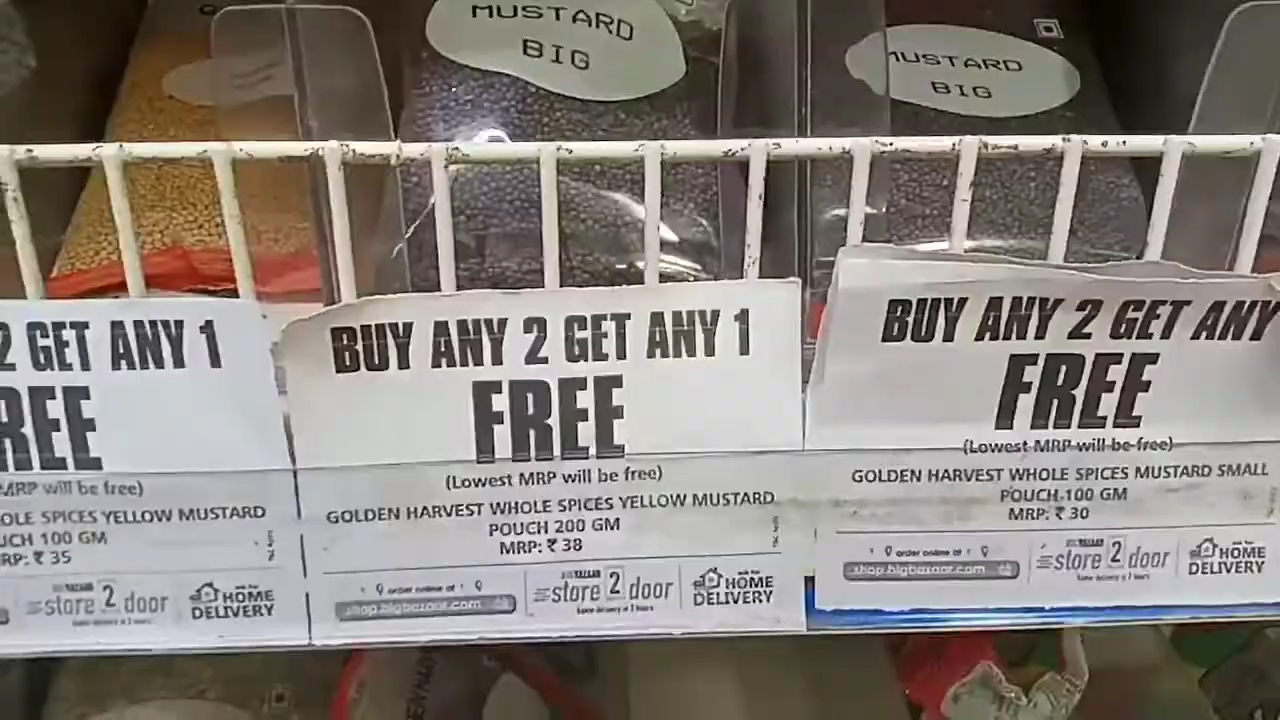 MUSTARD
BIG
MUSTARD
BIG
2 GET ANY 1
REE
MRP will be free)
OLE SPICES YELLOW MUSTARD
UCH 100 GM
RP: ₹ 35
store 2 door
HOME
DELIVERY
BUY ANY 2 GET ANY 1
FREE
(Lowest MRP will be free)
GOLDEN HARVEST WHOLE SPICES YELLOW MUSTARD
POUCH 200 GM
MRP: ₹ 38
order online at
shop.bigbazaar.com
store 2 door
HOME
DELIVERY
BUY ANY 2 GET ANY
FREE
(Lowest MRP will be free)
GOLDEN HARVEST WHOLE SPICES MUSTARD SMALL
POUCH 100 GM
MRP: ₹ 30
order online at
shop.bigbazaar.com
store 2 door
HOME
DELIVERY